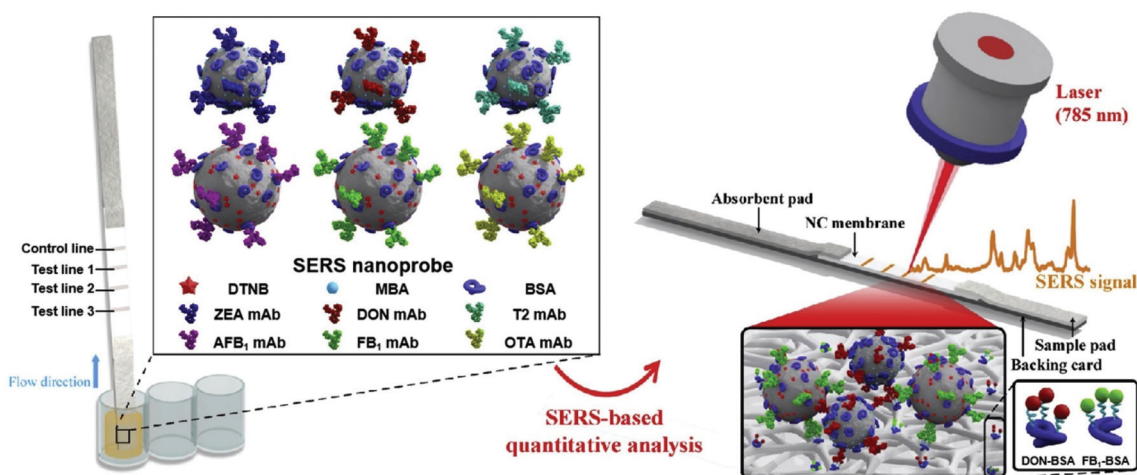 Control line
Test line 1
Test line 2
Test line 3
Flow direction
SERS nanoprobe
DTNB MBA BSA
ZEA mAb DON mAb T2 mAb
AFB₁ mAb FB₁ mAb OTA mAb
SERS-based
quantitative analysis
Laser
(785 nm)
Absorbent pad
NC membrane
SERS signal
Sample pad
Backing card
DON-BSA FB₁-BSA